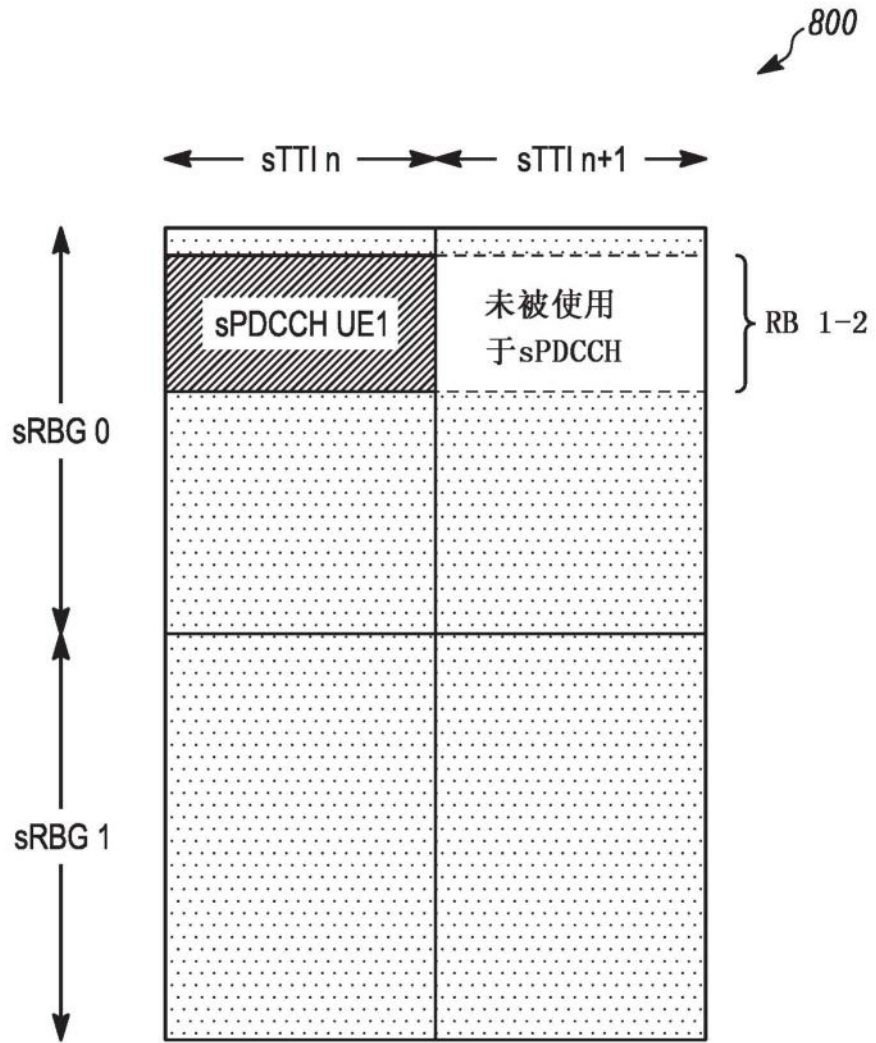 800
sTTI n
sTTI n+1
sPDCCH UE1
未被使用
于sPDCCH
RB 1-2
sRBG 0
sRBG 1